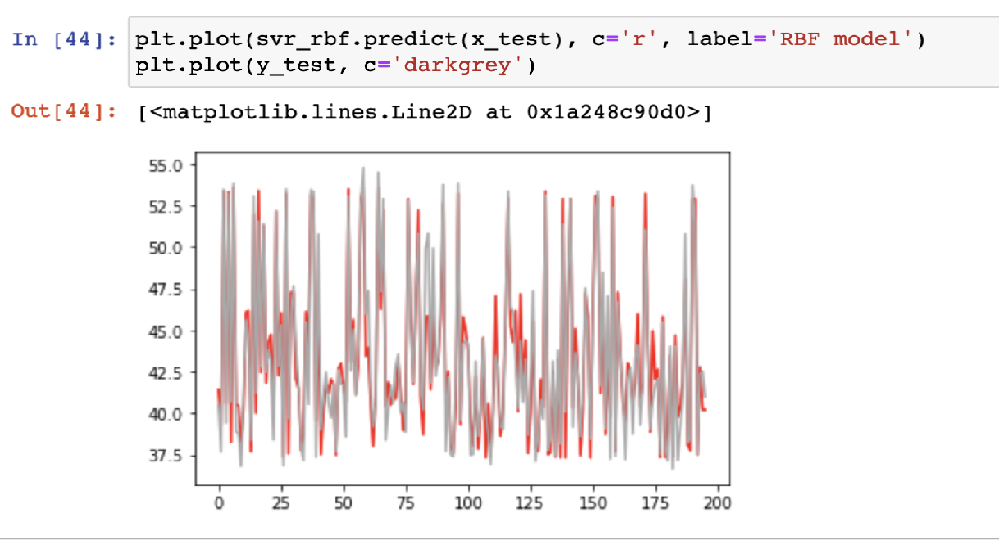 In [44]: plt.plot(svr_rbf.predict(x_test), c='r', label='RBF model')
plt.plot(y_test, c='darkgrey')
Out[44]: [<matplotlib.lines.Line2D at 0x1a248c90d0>]
55.0
52.5
50.0
47.5
45.0
42.5
40.0
37.5
0 25 50 75 100 125 150 175 200